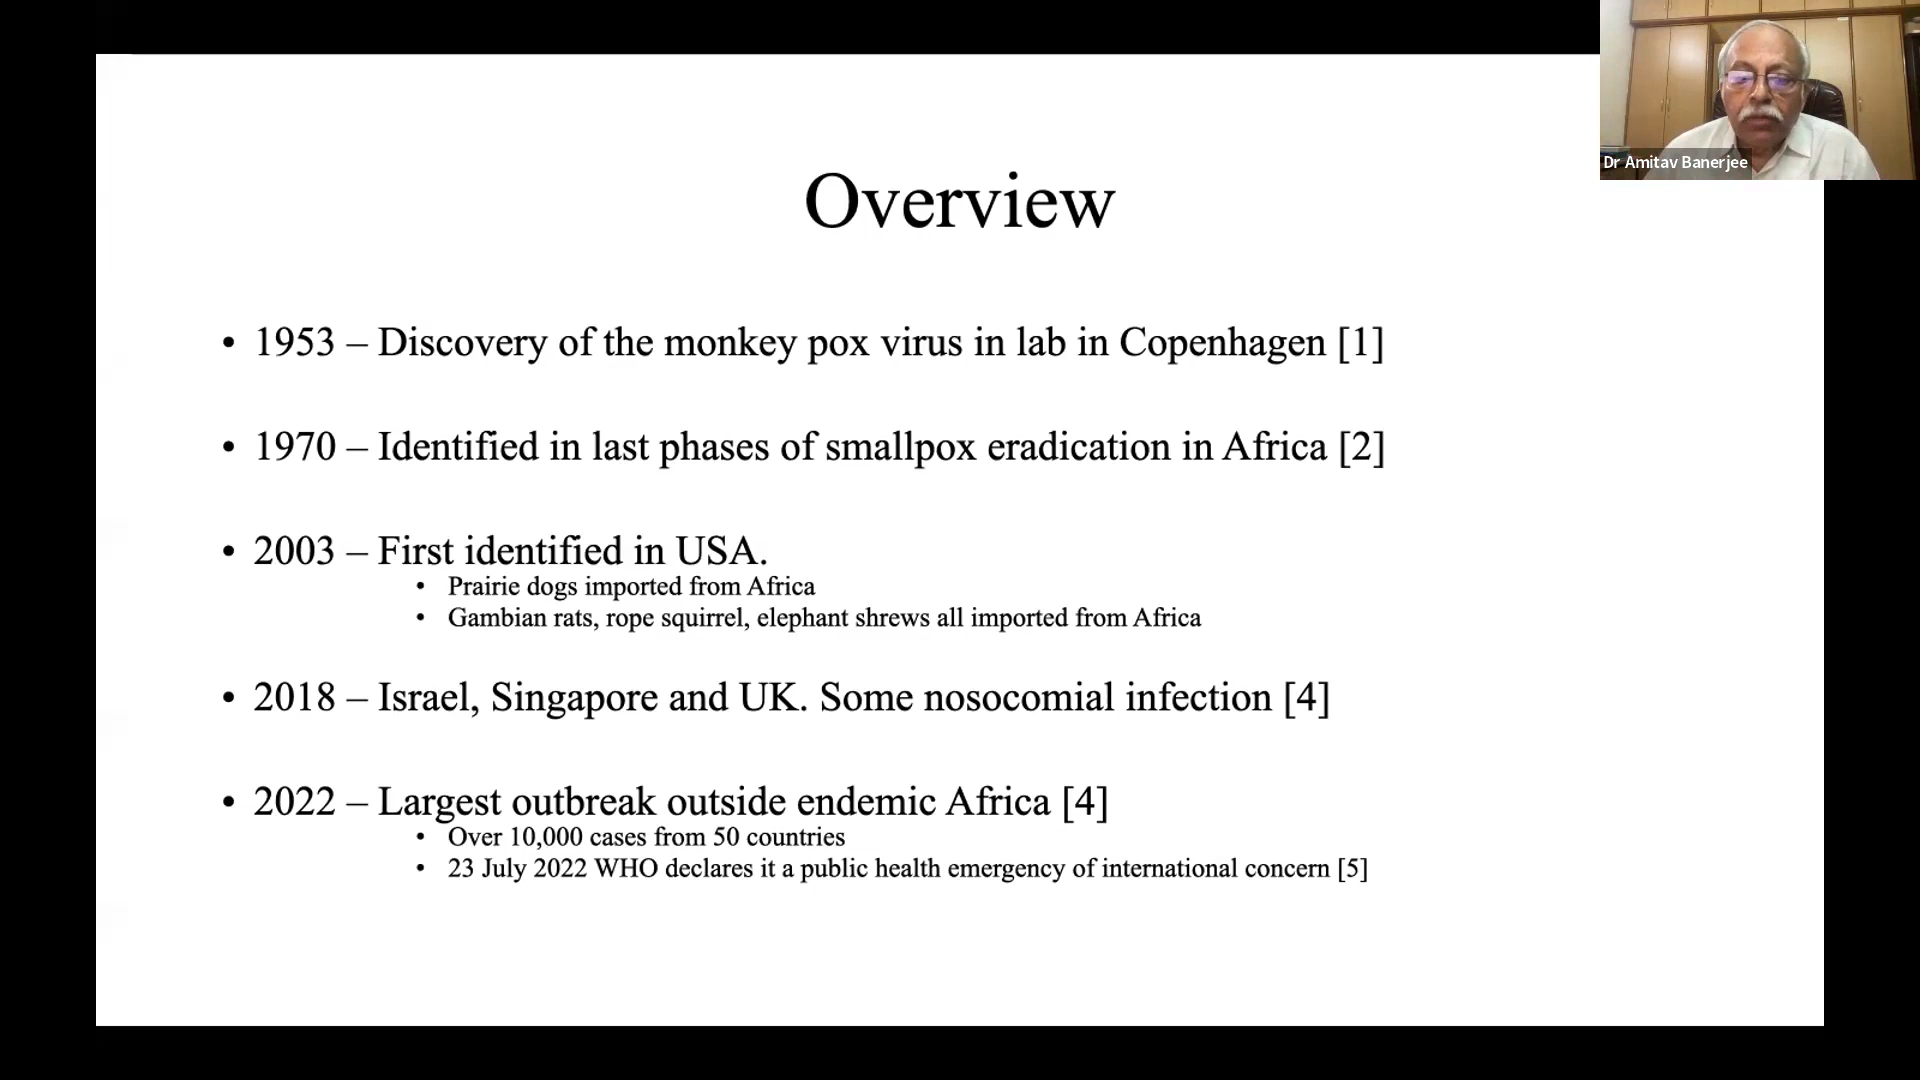 Dr Amitav Banerjee
Overview
• 1953 – Discovery of the monkey pox virus in lab in Copenhagen [1]
• 1970 – Identified in last phases of smallpox eradication in Africa [2]
• 2003 – First identified in USA.
• Prairie dogs imported from Africa
• Gambian rats, rope squirrel, elephant shrews all imported from Africa
• 2018 – Israel, Singapore and UK. Some nosocomial infection [4]
• 2022 – Largest outbreak outside endemic Africa [4]
• Over 10,000 cases from 50 countries
• 23 July 2022 WHO declares it a public health emergency of international concern [5]